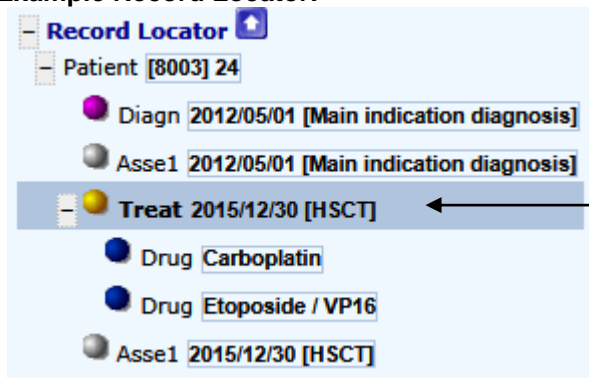 Example Record Locator:
Record Locator
Patient [8003] 24
Diagn 2012/05/01 [Main indication diagnosis]
Asse1 2012/05/01 [Main indication diagnosis]
Treat 2015/12/30 [HSCT]
Drug Carboplatin
Drug Etoposide / VP16
Asse1 2015/12/30 [HSCT]